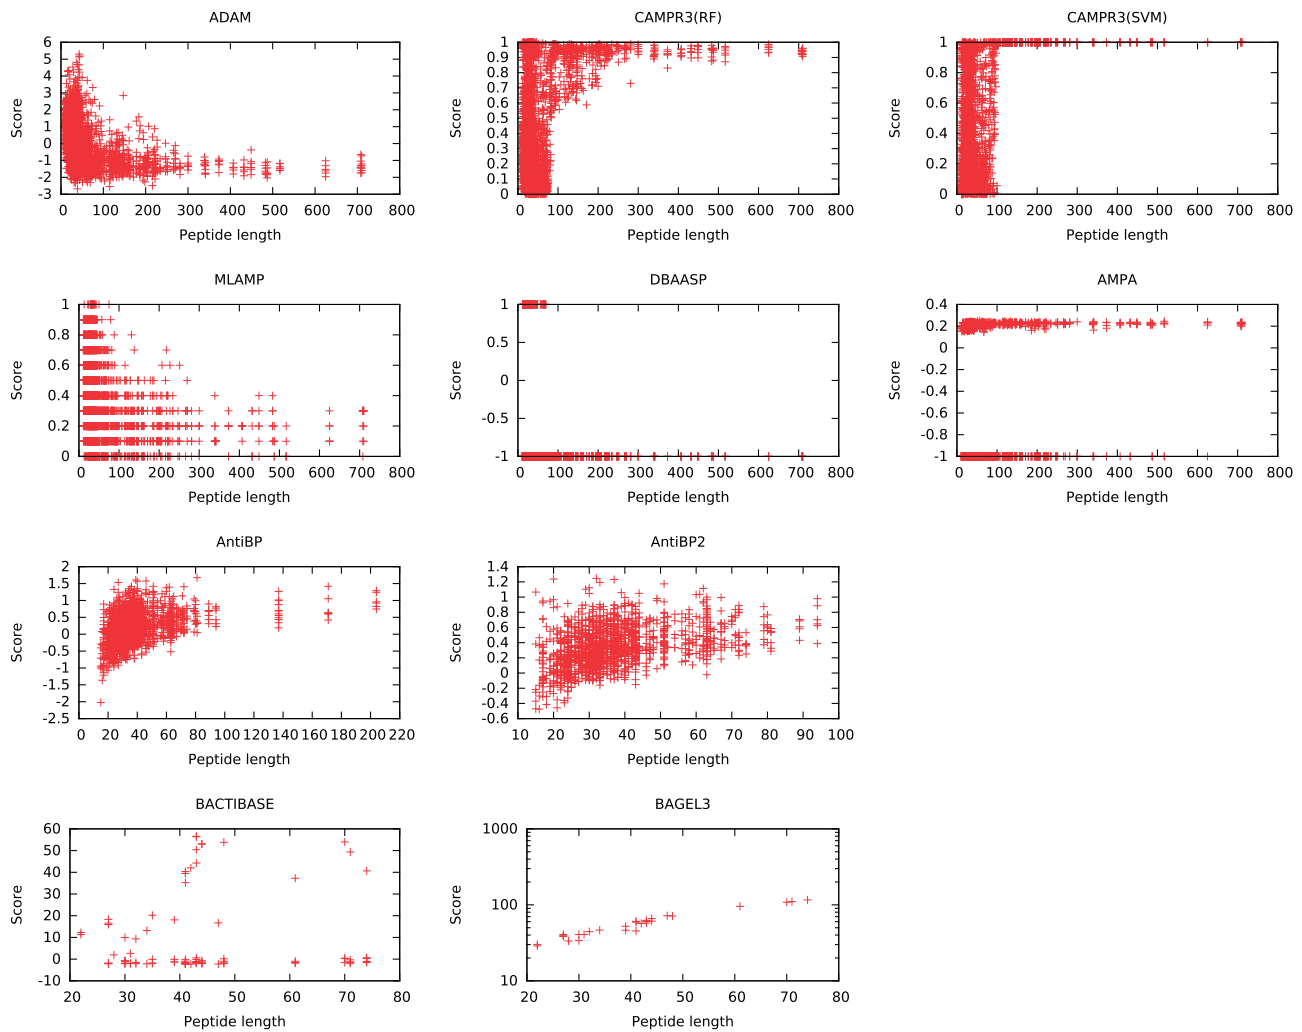 ADAM
Score
6
5
4
3
2
1
0
-1
-2
-3
0 100 200 300 400 500 600 700 800
Peptide length
CAMPR3(RF)
Score
1
0.9
0.8
0.7
0.6
0.5
0.4
0.3
0.2
0.1
0
0 100 200 300 400 500 600 700 800
Peptide length
CAMPR3(SVM)
Score
1
0.8
0.6
0.4
0.2
0
0 100 200 300 400 500 600 700 800
Peptide length
MLAMP
Score
1
0.8
0.6
0.4
0.2
0
0 100 200 300 400 500 600 700 800
Peptide length
DBAASP
Score
1
0.5
0
-0.5
-1
0 100 200 300 400 500 600 700 800
Peptide length
AMPA
Score
0.4
0.2
0
-0.2
-0.4
-0.6
-0.8
-1
0 100 200 300 400 500 600 700 800
Peptide length
AntiBP
Score
2
1.5
1
0.5
0
-0.5
-1
-1.5
-2
-2.5
0 20 40 60 80 100 120 140 160 180 200 220
Peptide length
AntiBP2
Score
1.4
1.2
1
0.8
0.6
0.4
0.2
0
-0.2
-0.4
-0.6
10 20 30 40 50 60 70 80 90 100
Peptide length
BACTIBASE
Score
60
50
40
30
20
10
0
-10
20 30 40 50 60 70 80
Peptide length
BAGEL3
Score
1000
100
10
20 30 40 50 60 70 80
Peptide length